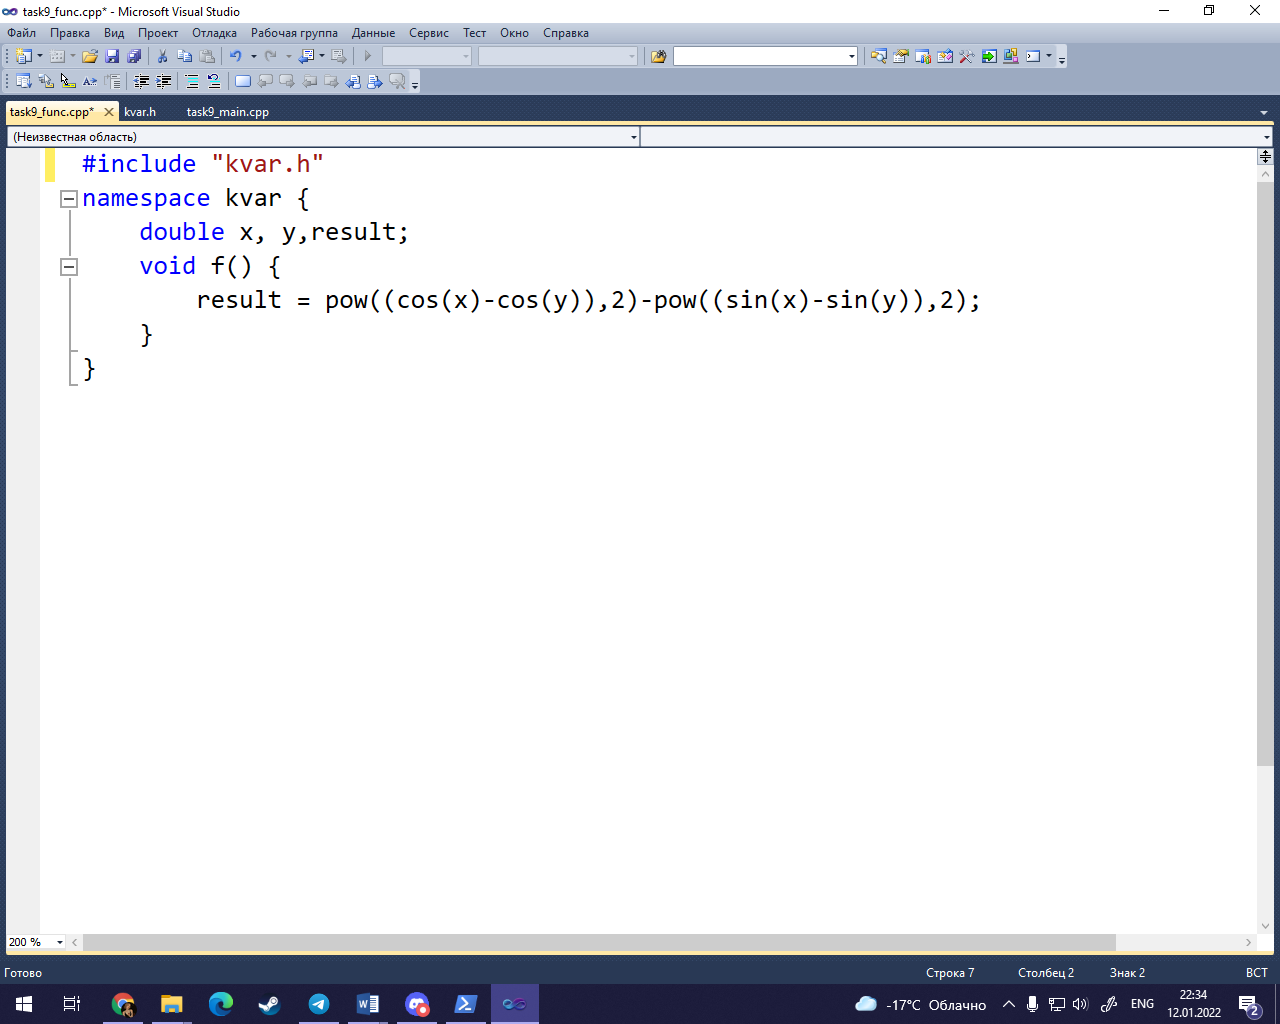 task9_func.cpp* - Microsoft Visual Studio
Файл Правка Вид Проект Отладка Рабочая группа Данные Сервис Тест Окно Справка
task9_func.cpp* kvar.h task9_main.cpp
(Неизвестная область)
#include "kvar.h"
namespace kvar {
double x, y,result;
void f() {
result = pow((cos(x)-cos(y)),2)-pow((sin(x)-sin(y)),2);
}
}
200 %
Готово Строка 7 Столбец 2 Знак 2 ВСТ
-17°C Облачно ENG 22:34
12.01.2022 2